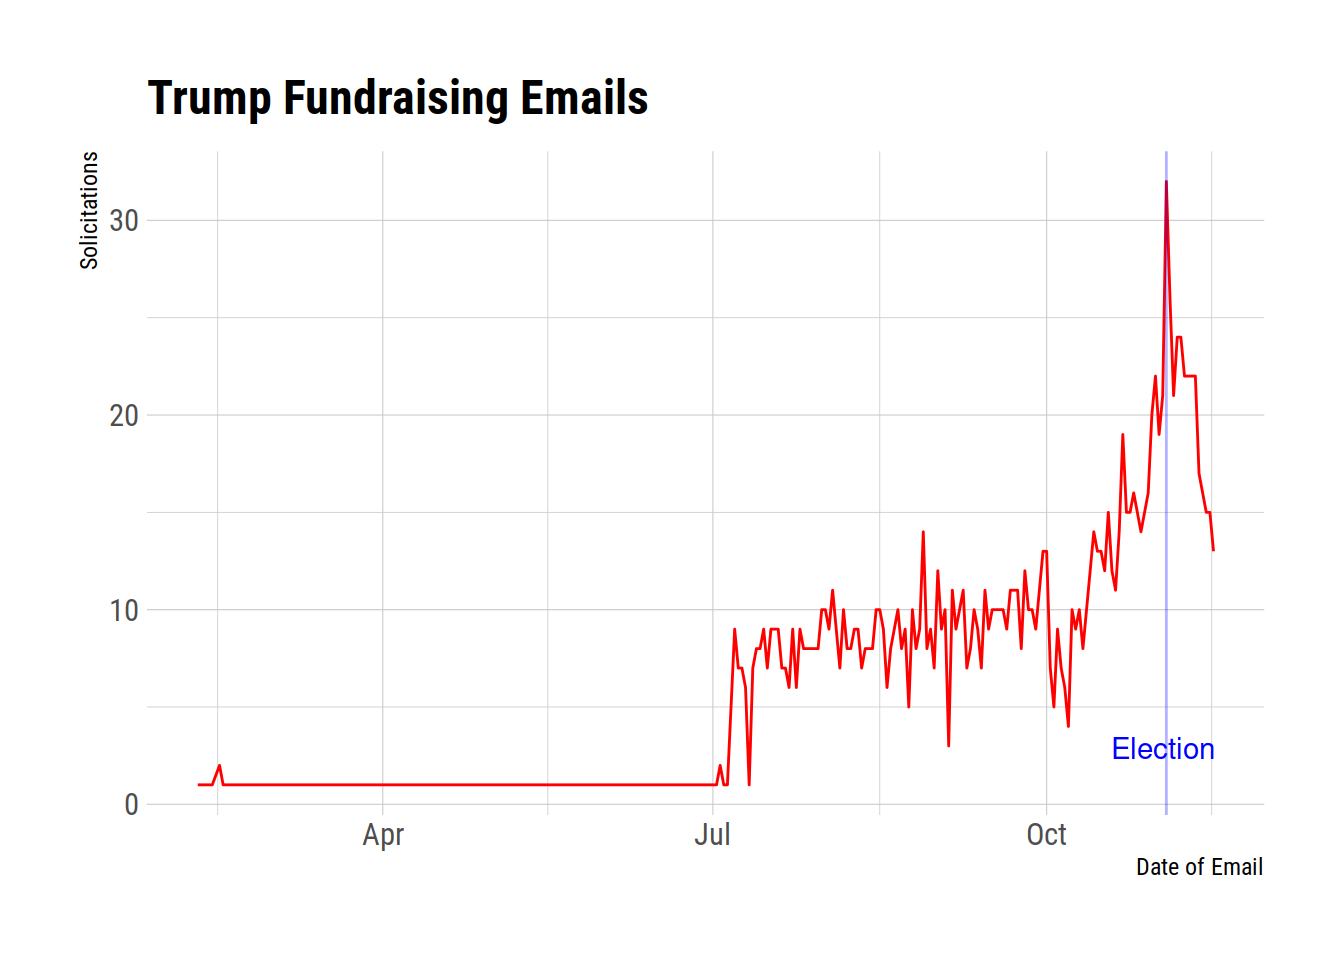 Trump Fundraising Emails
Solicitations
30
20
10
0
Election
Apr
Jul
Oct
Date of Email